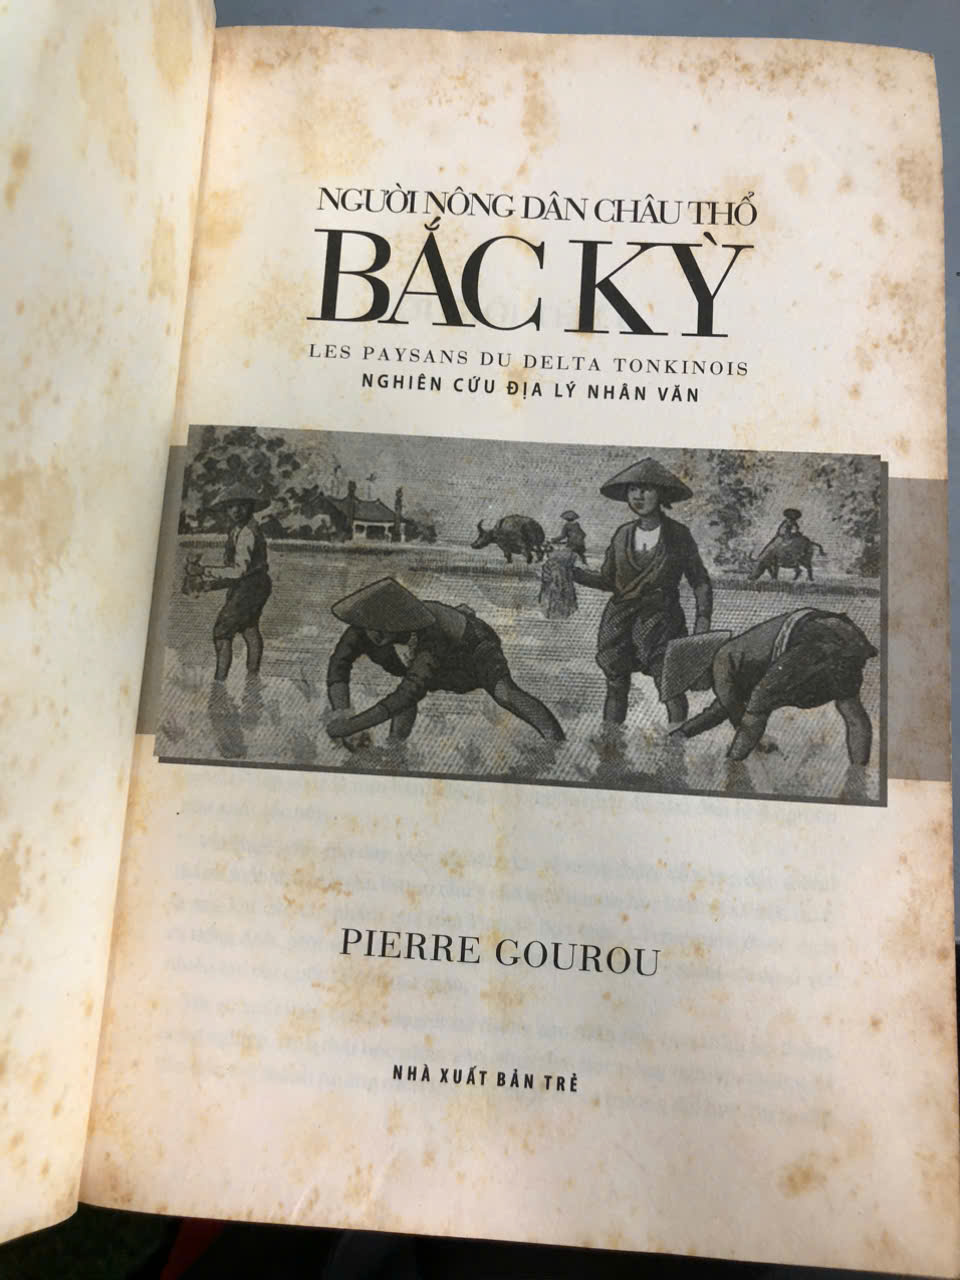 NGƯỜI NÔNG DÂN CHÂU THỔ
BẮC KỲ
LES PAYSANS DU DELTA TONKINOIS
NGHIÊN CỨU ĐỊA LÝ NHÂN VĂN
PIERRE GOUROU
NHÀ XUẤT BẢN TRẺ